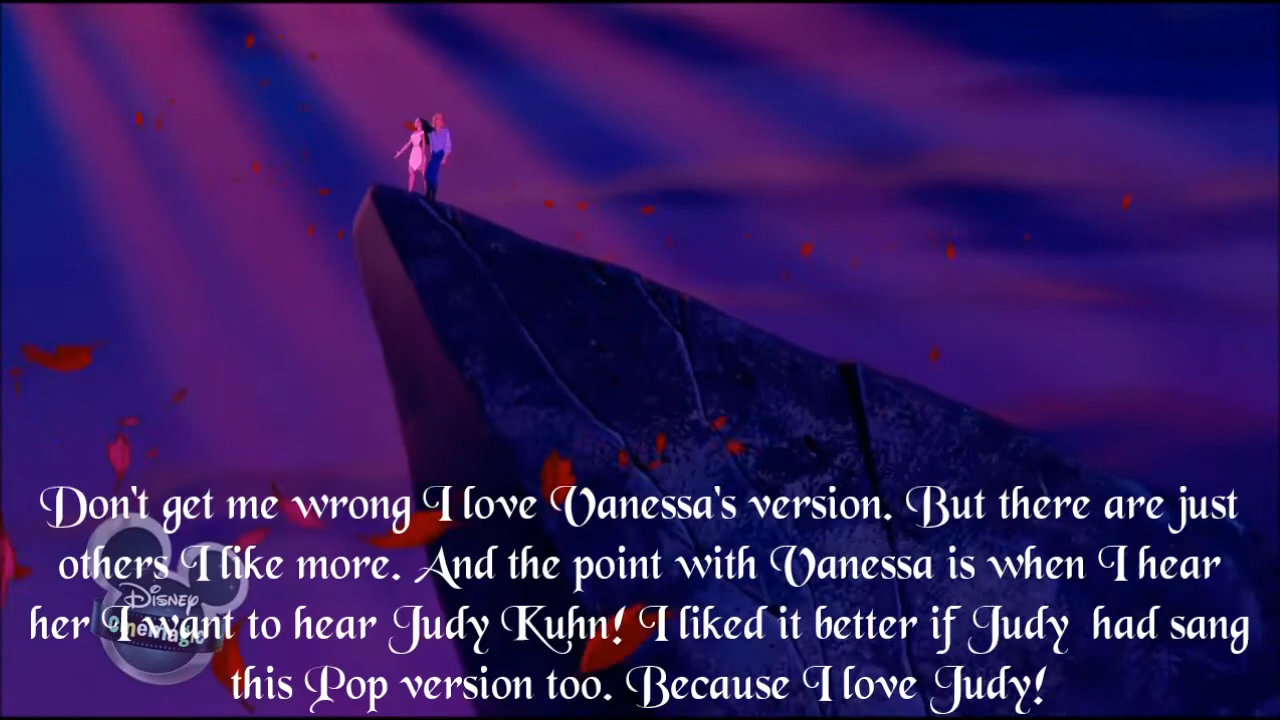 Don't get me wrong I love Vanessa's version. But there are just
others I like more. And the point with Vanessa is when I hear
her I want to hear Judy Kuhn! I liked it better if Judy had sang
this Pop version too. Because I love Judy!
Disney
Cinemagic